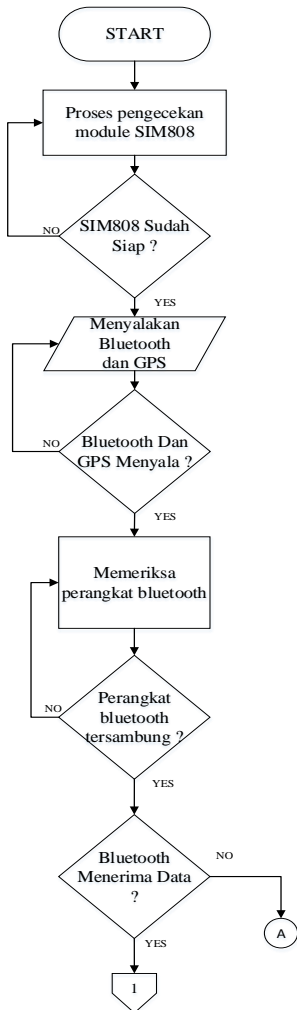 START
Proses pengecekan
module SIM808
SIM808 Sudah
Siap ?
NO
YES
Menyalakan
Bluetooth
dan GPS
Bluetooth Dan
GPS Menyala ?
NO
YES
Memeriksa
perangkat bluetooth
Perangkat
bluetooth
tersambung ?
NO
YES
Bluetooth
Menerima Data
?
NO
A
YES
1